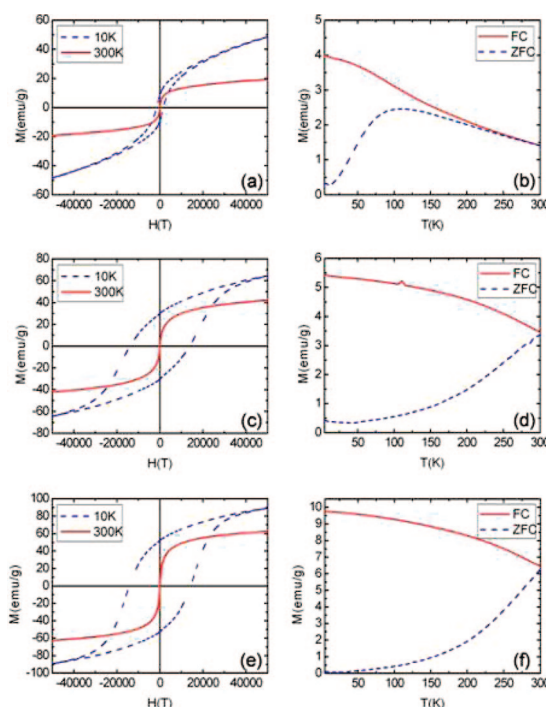 60
40
20
0
-20
-40
-60
M(emu/g)
10K
300K
-40000 -20000 0 20000 40000
H(T)
(a)
5
4
3
2
1
0
M(emu/g)
FC
ZFC
0 50 100 150 200 250 300
T(K)
(b)
80
60
40
20
0
-20
-40
-60
-80
M(emu/g)
10K
300K
-40000 -20000 0 20000 40000
H(T)
(c)
6
5
4
3
2
1
0
M(emu/g)
FC
ZFC
0 50 100 150 200 250 300
T(K)
(d)
100
80
60
40
20
0
-20
-40
-60
-80
-100
M(emu/g)
10K
300K
-40000 -20000 0 20000 40000
H(T)
(e)
10
9
8
7
6
5
4
3
2
1
0
M(emu/g)
FC
ZFC
0 50 100 150 200 250 300
T(K)
(f)